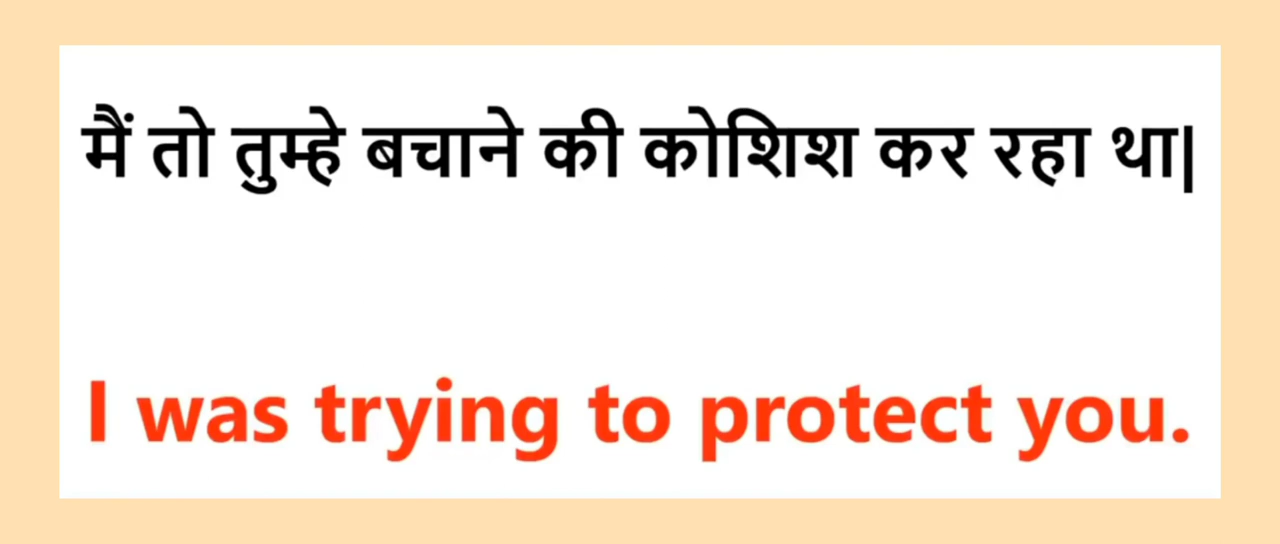 मैं तो तुम्हे बचाने की कोशिश कर रहा था|
I was trying to protect you.